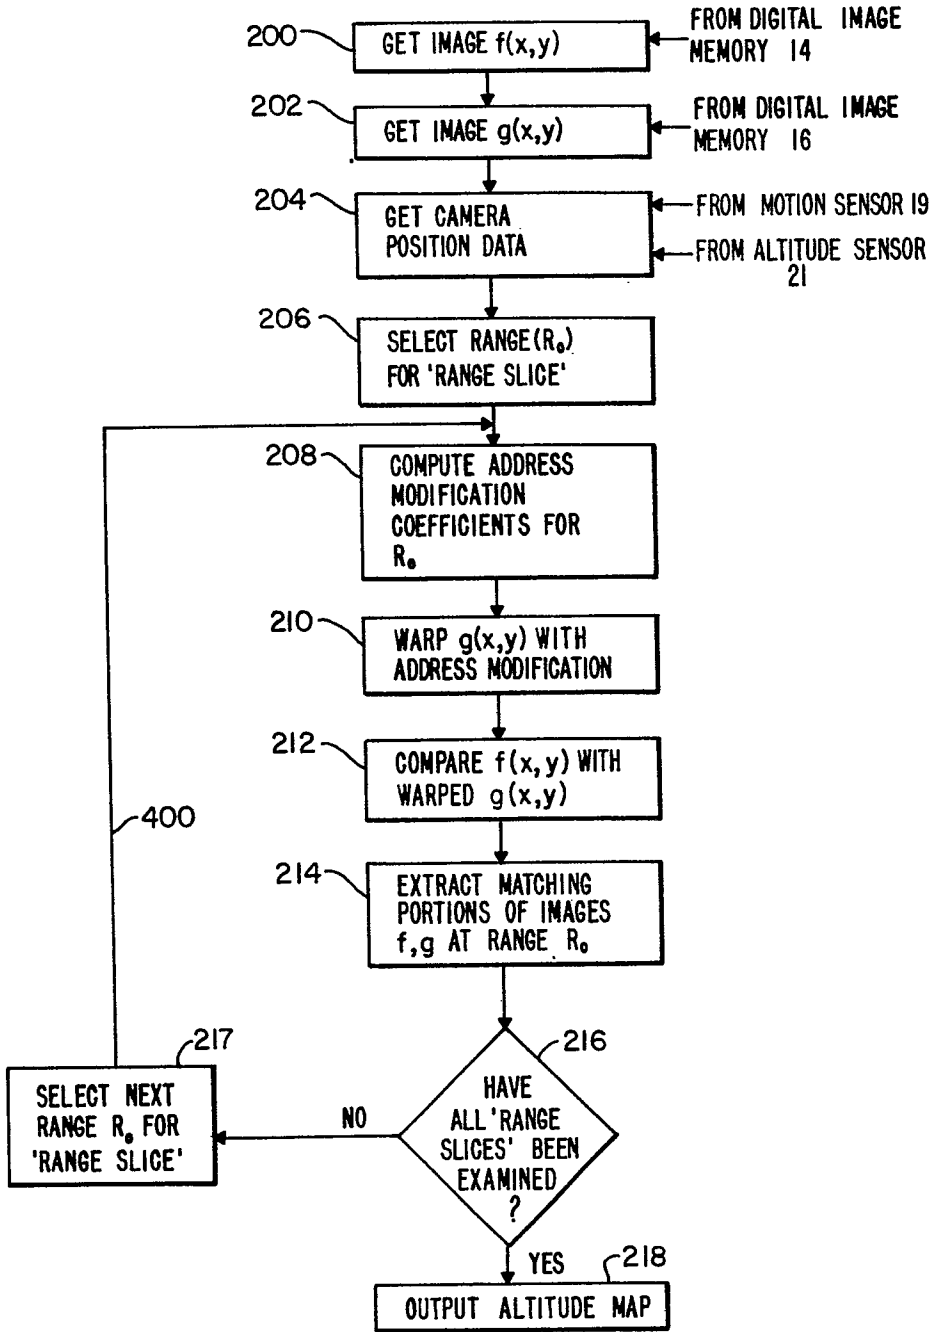 200
GET IMAGE f(x,y)
FROM DIGITAL IMAGE
MEMORY 14
202
GET IMAGE g(x,y)
FROM DIGITAL IMAGE
MEMORY 16
204
GET CAMERA
POSITION DATA
FROM MOTION SENSOR 19
FROM ALTITUDE SENSOR
21
206
SELECT RANGE(R₀)
FOR 'RANGE SLICE'
208
COMPUTE ADDRESS
MODIFICATION
COEFFICIENTS FOR
R₀
210
WARP g(x,y) WITH
ADDRESS MODIFICATION
212
COMPARE f(x,y) WITH
WARPED g(x,y)
400
214
EXTRACT MATCHING
PORTIONS OF IMAGES
f,g AT RANGE R₀
216
HAVE
ALL 'RANGE
SLICES' BEEN
EXAMINED
?
217
SELECT NEXT
RANGE R₀ FOR
'RANGE SLICE'
NO
YES
218
OUTPUT ALTITUDE MAP